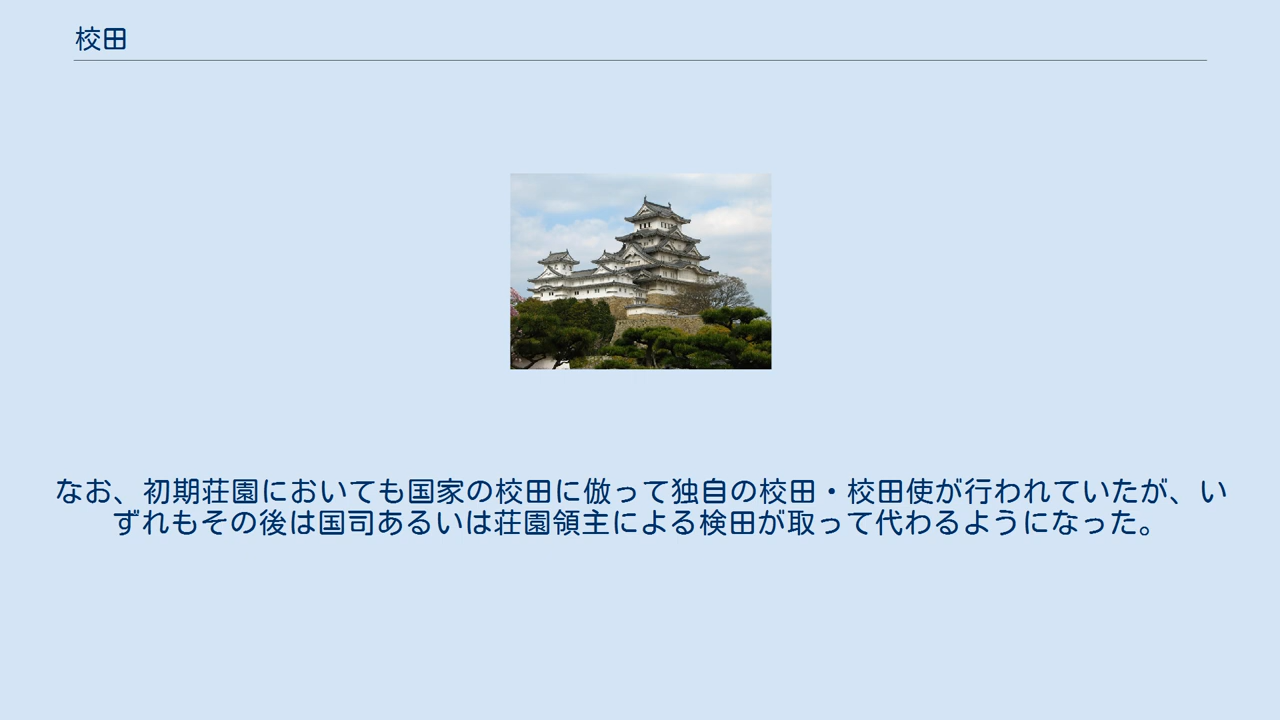 校田
なお、初期荘園においても国家の校田に倣って独自の校田・校田使が行われていたが、い
ずれもその後は国司あるいは荘園領主による検田が取って代わるようになった。